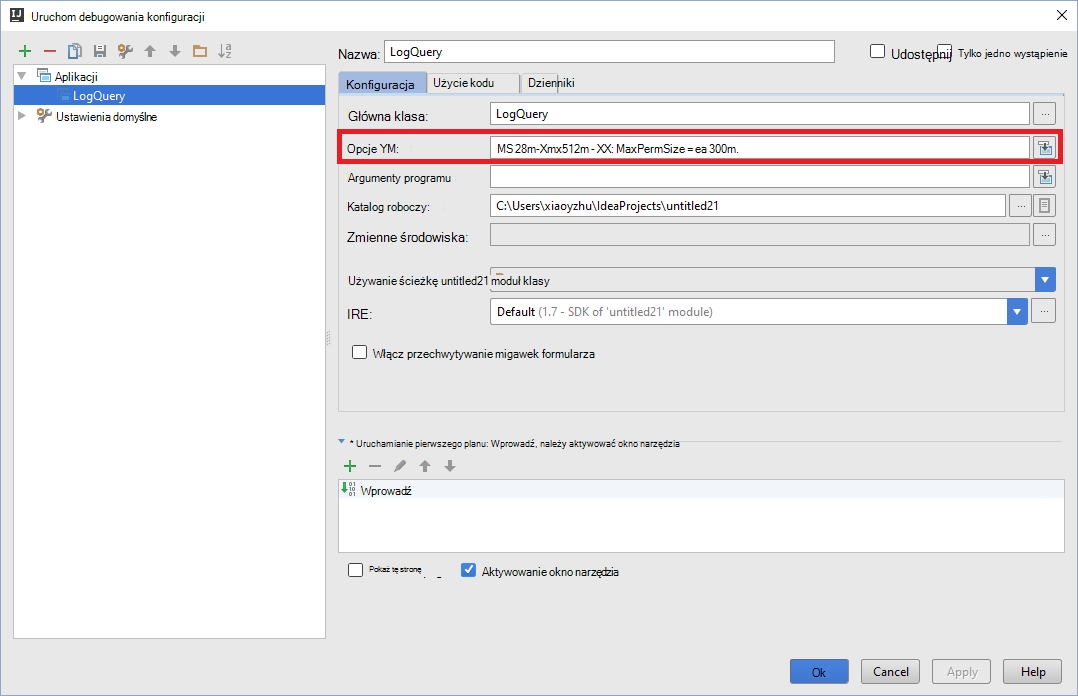 IJ Uruchom debugowania konfiguracji
Nazwa: LogQuery
Udostępnij
Tylko jedno wystąpienie
Aplikacji
LogQuery
Ustawienia domyślne
Konfiguracja Użycie kodu Dzienniki
Główna klasa: LogQuery ...
Opcje YM: MS 28m-Xmx512m - XX: MaxPermSize = ea 300m.
Argumenty programu
Katalog roboczy: C:\Users\xiaoyzhu\IdeaProjects\untitled21 ...
Zmienne środowiska: ...
Używanie ścieżkę untitled21 moduł klasy
IRE: Default (1.7 - SDK of 'untitled21' module) ...
Włącz przechwytywanie migawek formularza
* Uruchamianie pierwszego planu: Wprowadź, należy aktywować okno narzędzia
Wprowadź
Pokaż tę stronę
Aktywowanie okno narzędzia
Ok Cancel Apply Help